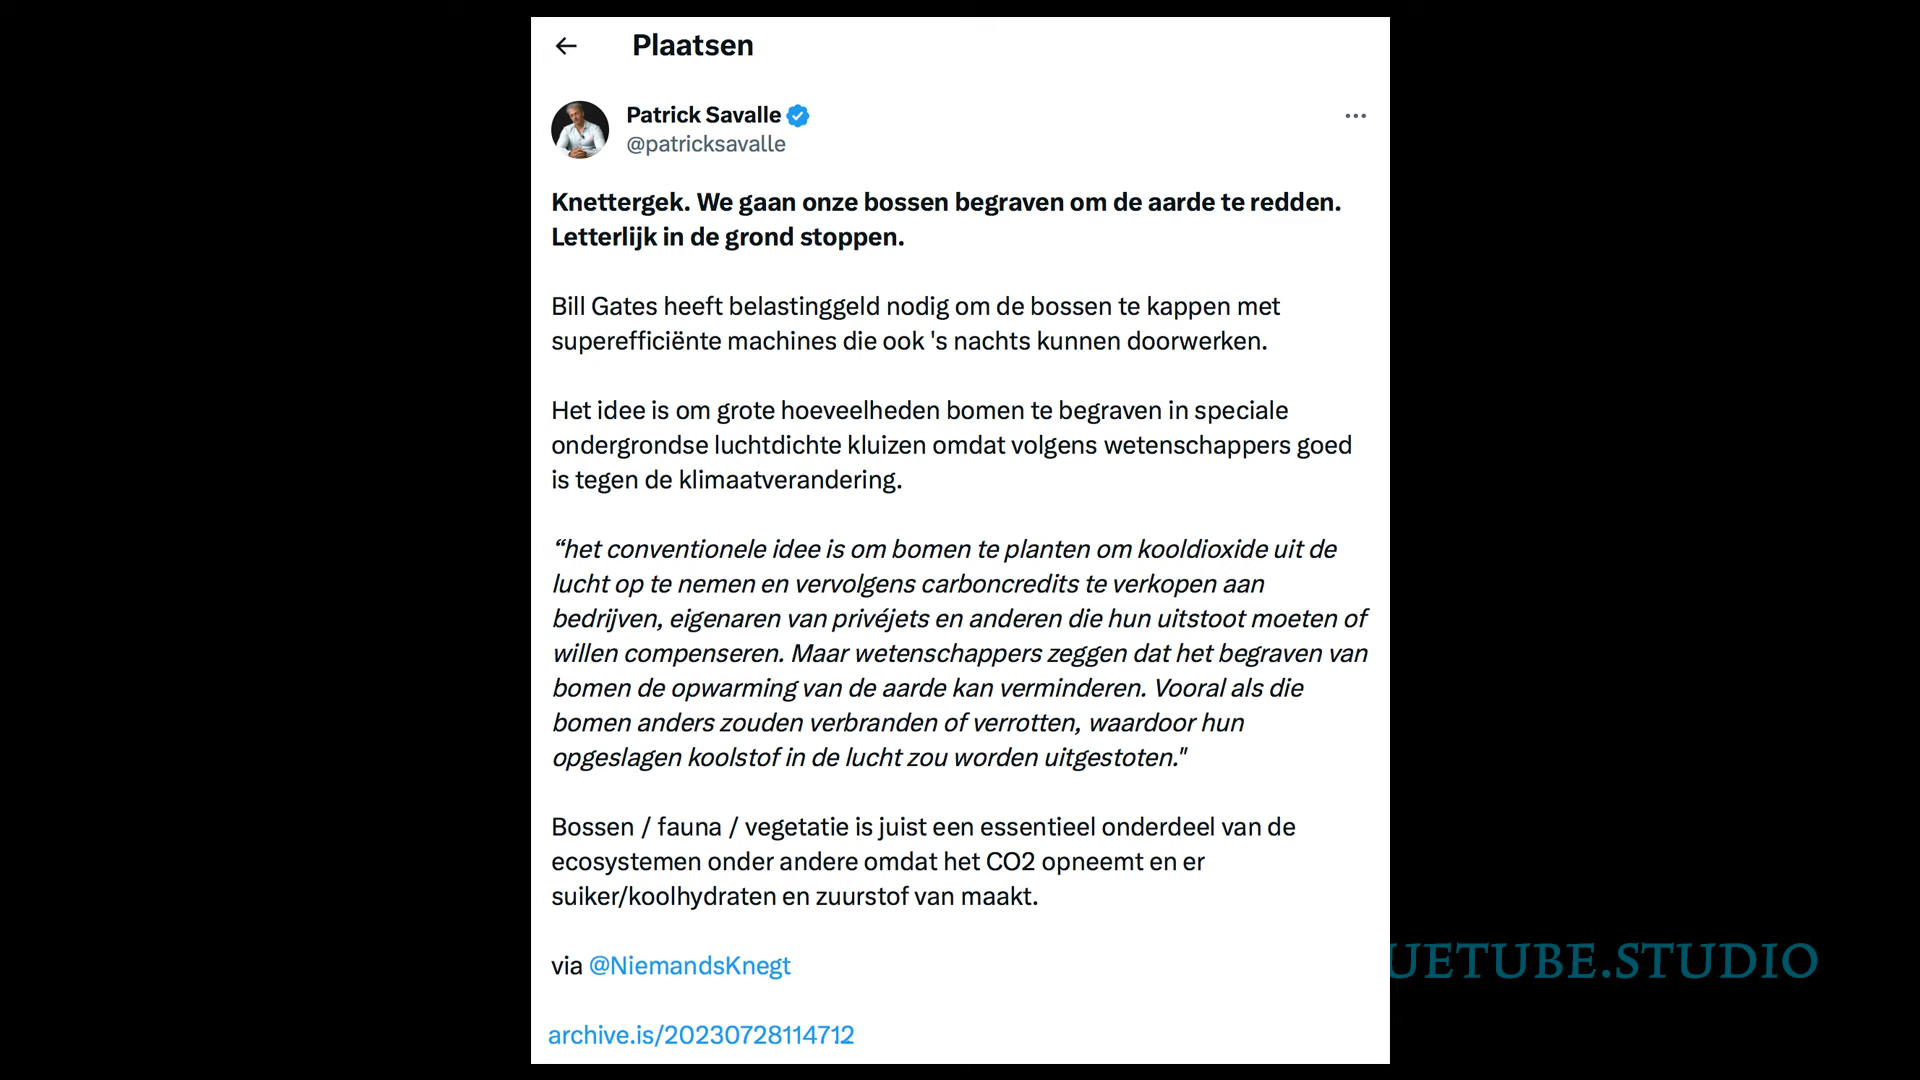 Plaatsen
Patrick Savalle
@patricksavalle
Knettergek. We gaan onze bossen begraven om de aarde te redden.
Letterlijk in de grond stoppen.
Bill Gates heeft belastinggeld nodig om de bossen te kappen met
superefficiënte machines die ook 's nachts kunnen doorwerken.
Het idee is om grote hoeveelheden bomen te begraven in speciale
ondergrondse luchtdichte kluizen omdat volgens wetenschappers goed
is tegen de klimaatverandering.
“het conventionele idee is om bomen te planten om kooldioxide uit de
lucht op te nemen en vervolgens carboncredits te verkopen aan
bedrijven, eigenaren van privéjets en anderen die hun uitstoot moeten of
willen compenseren. Maar wetenschappers zeggen dat het begraven van
bomen de opwarming van de aarde kan verminderen. Vooral als die
bomen anders zouden verbranden of verrotten, waardoor hun
opgeslagen koolstof in de lucht zou worden uitgestoten."
Bossen / fauna / vegetatie is juist een essentieel onderdeel van de
ecosystemen onder andere omdat het CO2 opneemt en er
suiker/koolhydraten en zuurstof van maakt.
via @NiemandsKnegt
UETUBE.STUDIO
archive.is/20230728114712